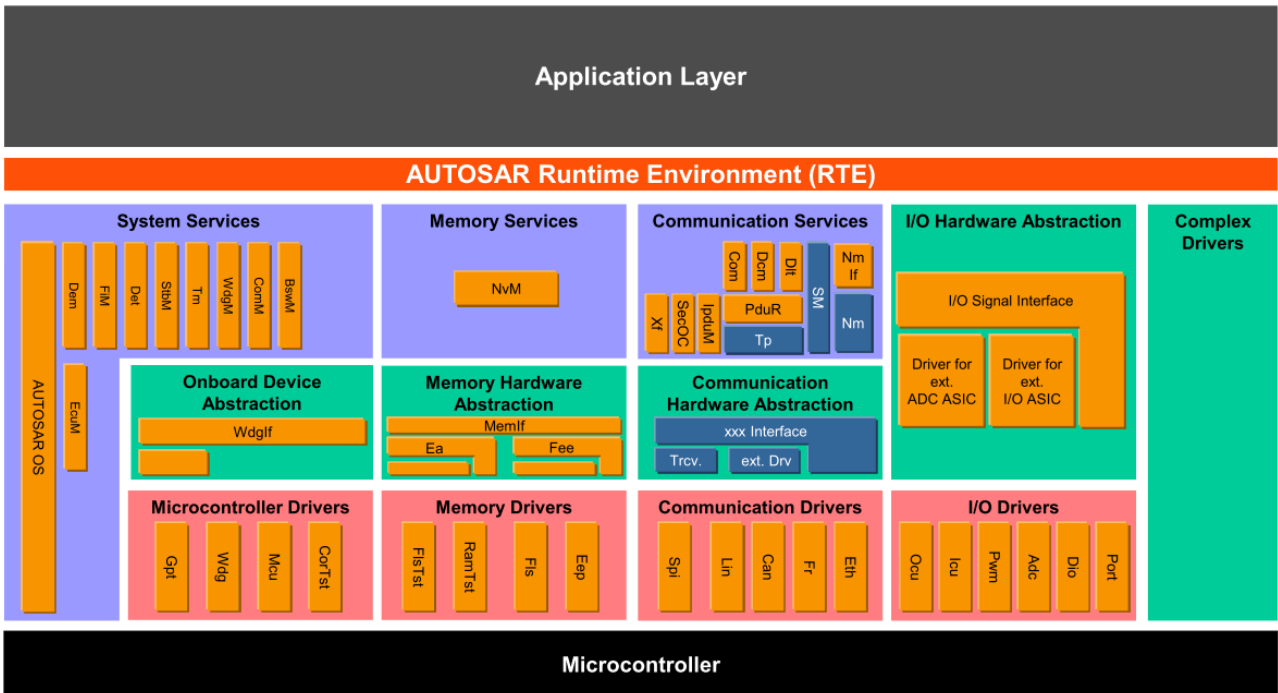 Application Layer
AUTOSAR Runtime Environment (RTE)
System Services
AUTOSAR OS
Dem
FiM
Det
StbM
Tm
WdgM
ComM
BswM
EcuM
Memory Services
NvM
Communication Services
Com
Dcm
Dlt
SM
Nm
If
Xf
SecOC
IpduM
PduR
Tp
Nm
I/O Hardware Abstraction
I/O Signal Interface
Driver for
ext.
ADC ASIC
Driver for
ext.
I/O ASIC
Complex
Drivers
Onboard Device
Abstraction
WdgIf
Memory Hardware
Abstraction
MemIf
Ea
Fee
Communication
Hardware Abstraction
xxx Interface
Trcv.
ext. Drv
Microcontroller Drivers
Gpt
Wdg
Mcu
CorTst
Memory Drivers
FlsTst
RamTst
Fls
Eep
Communication Drivers
Spi
Lin
Can
Fr
Eth
I/O Drivers
Ocu
Icu
Pwm
Adc
Dio
Port
Microcontroller